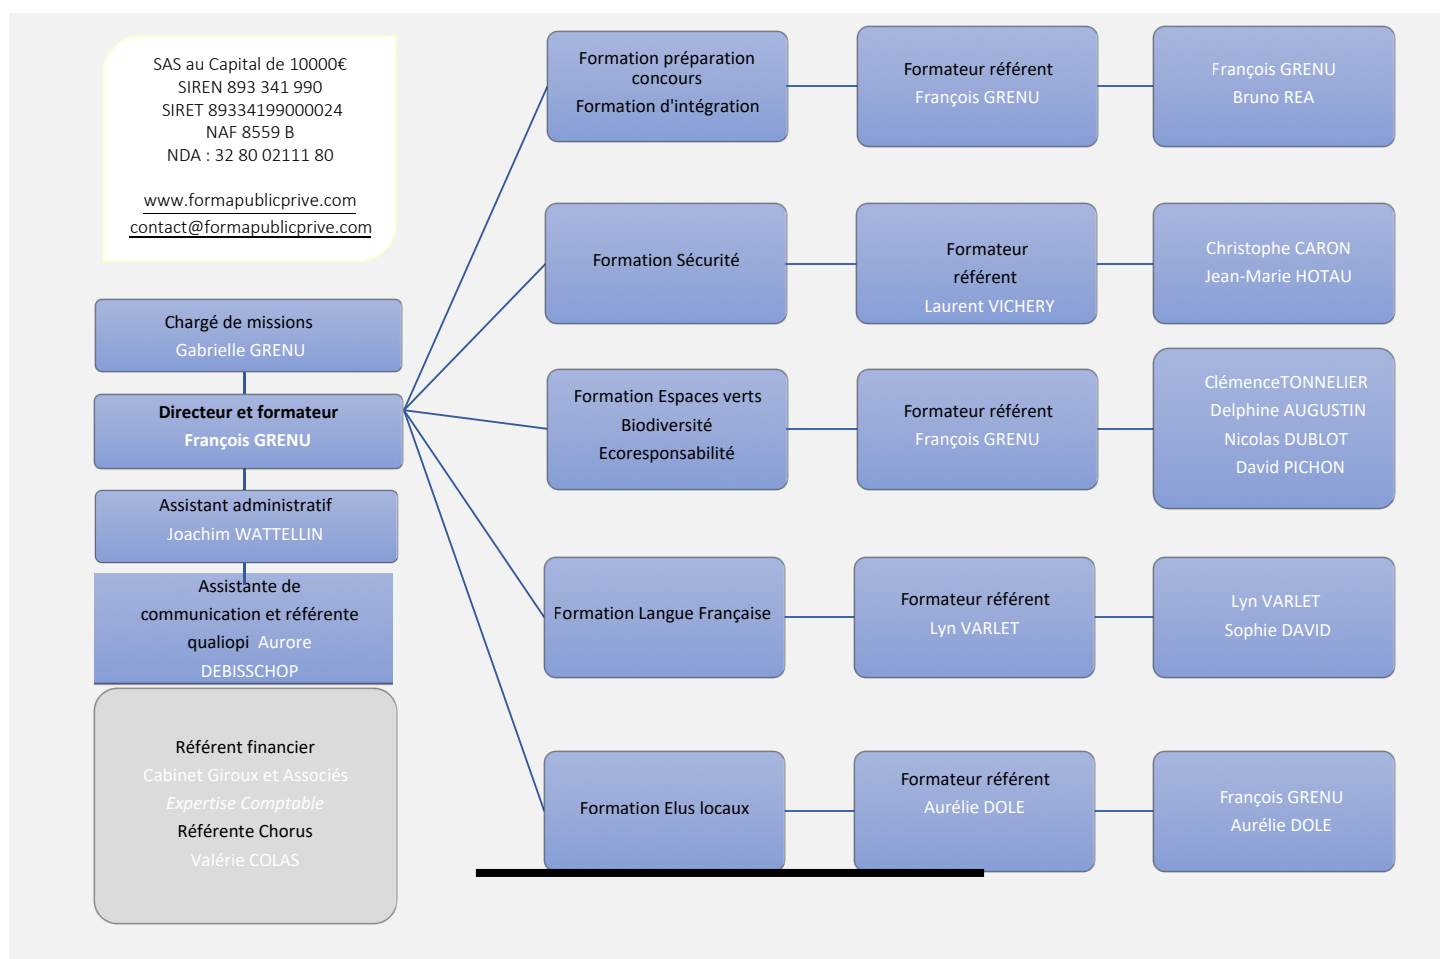 SAS au Capital de 10000€
SIREN 893 341 990
SIRET 89334199000024
NAF 8559 B
NDA : 32 80 02111 80
www.formapublicprive.com
contact@formapublicprive.com
Chargé de missions
Gabrielle GRENU
Directeur et formateur
François GRENU
Assistant administratif
Joachim WATTELLIN
Assistante de
communication et référente
qualiopi Aurore
DEBISSCHOP
Référent financier
Cabinet Giroux et Associés
Expertise Comptable
Référente Chorus
Valérie COLAS
Formation préparation
concours
Formation d'intégration
Formateur référent
François GRENU
François GRENU
Bruno REA
Formation Sécurité
Formateur
référent
Laurent VICHERY
Christophe CARON
Jean-Marie HOTAU
Formation Espaces verts
Biodiversité
Ecoresponsabilité
Formateur référent
François GRENU
ClémenceTONNELIER
Delphine AUGUSTIN
Nicolas DUBLOT
David PICHON
Formation Langue Française
Formateur référent
Lyn VARLET
Lyn VARLET
Sophie DAVID
Formation Elus locaux
Formateur référent
Aurélie DOLE
François GRENU
Aurélie DOLE